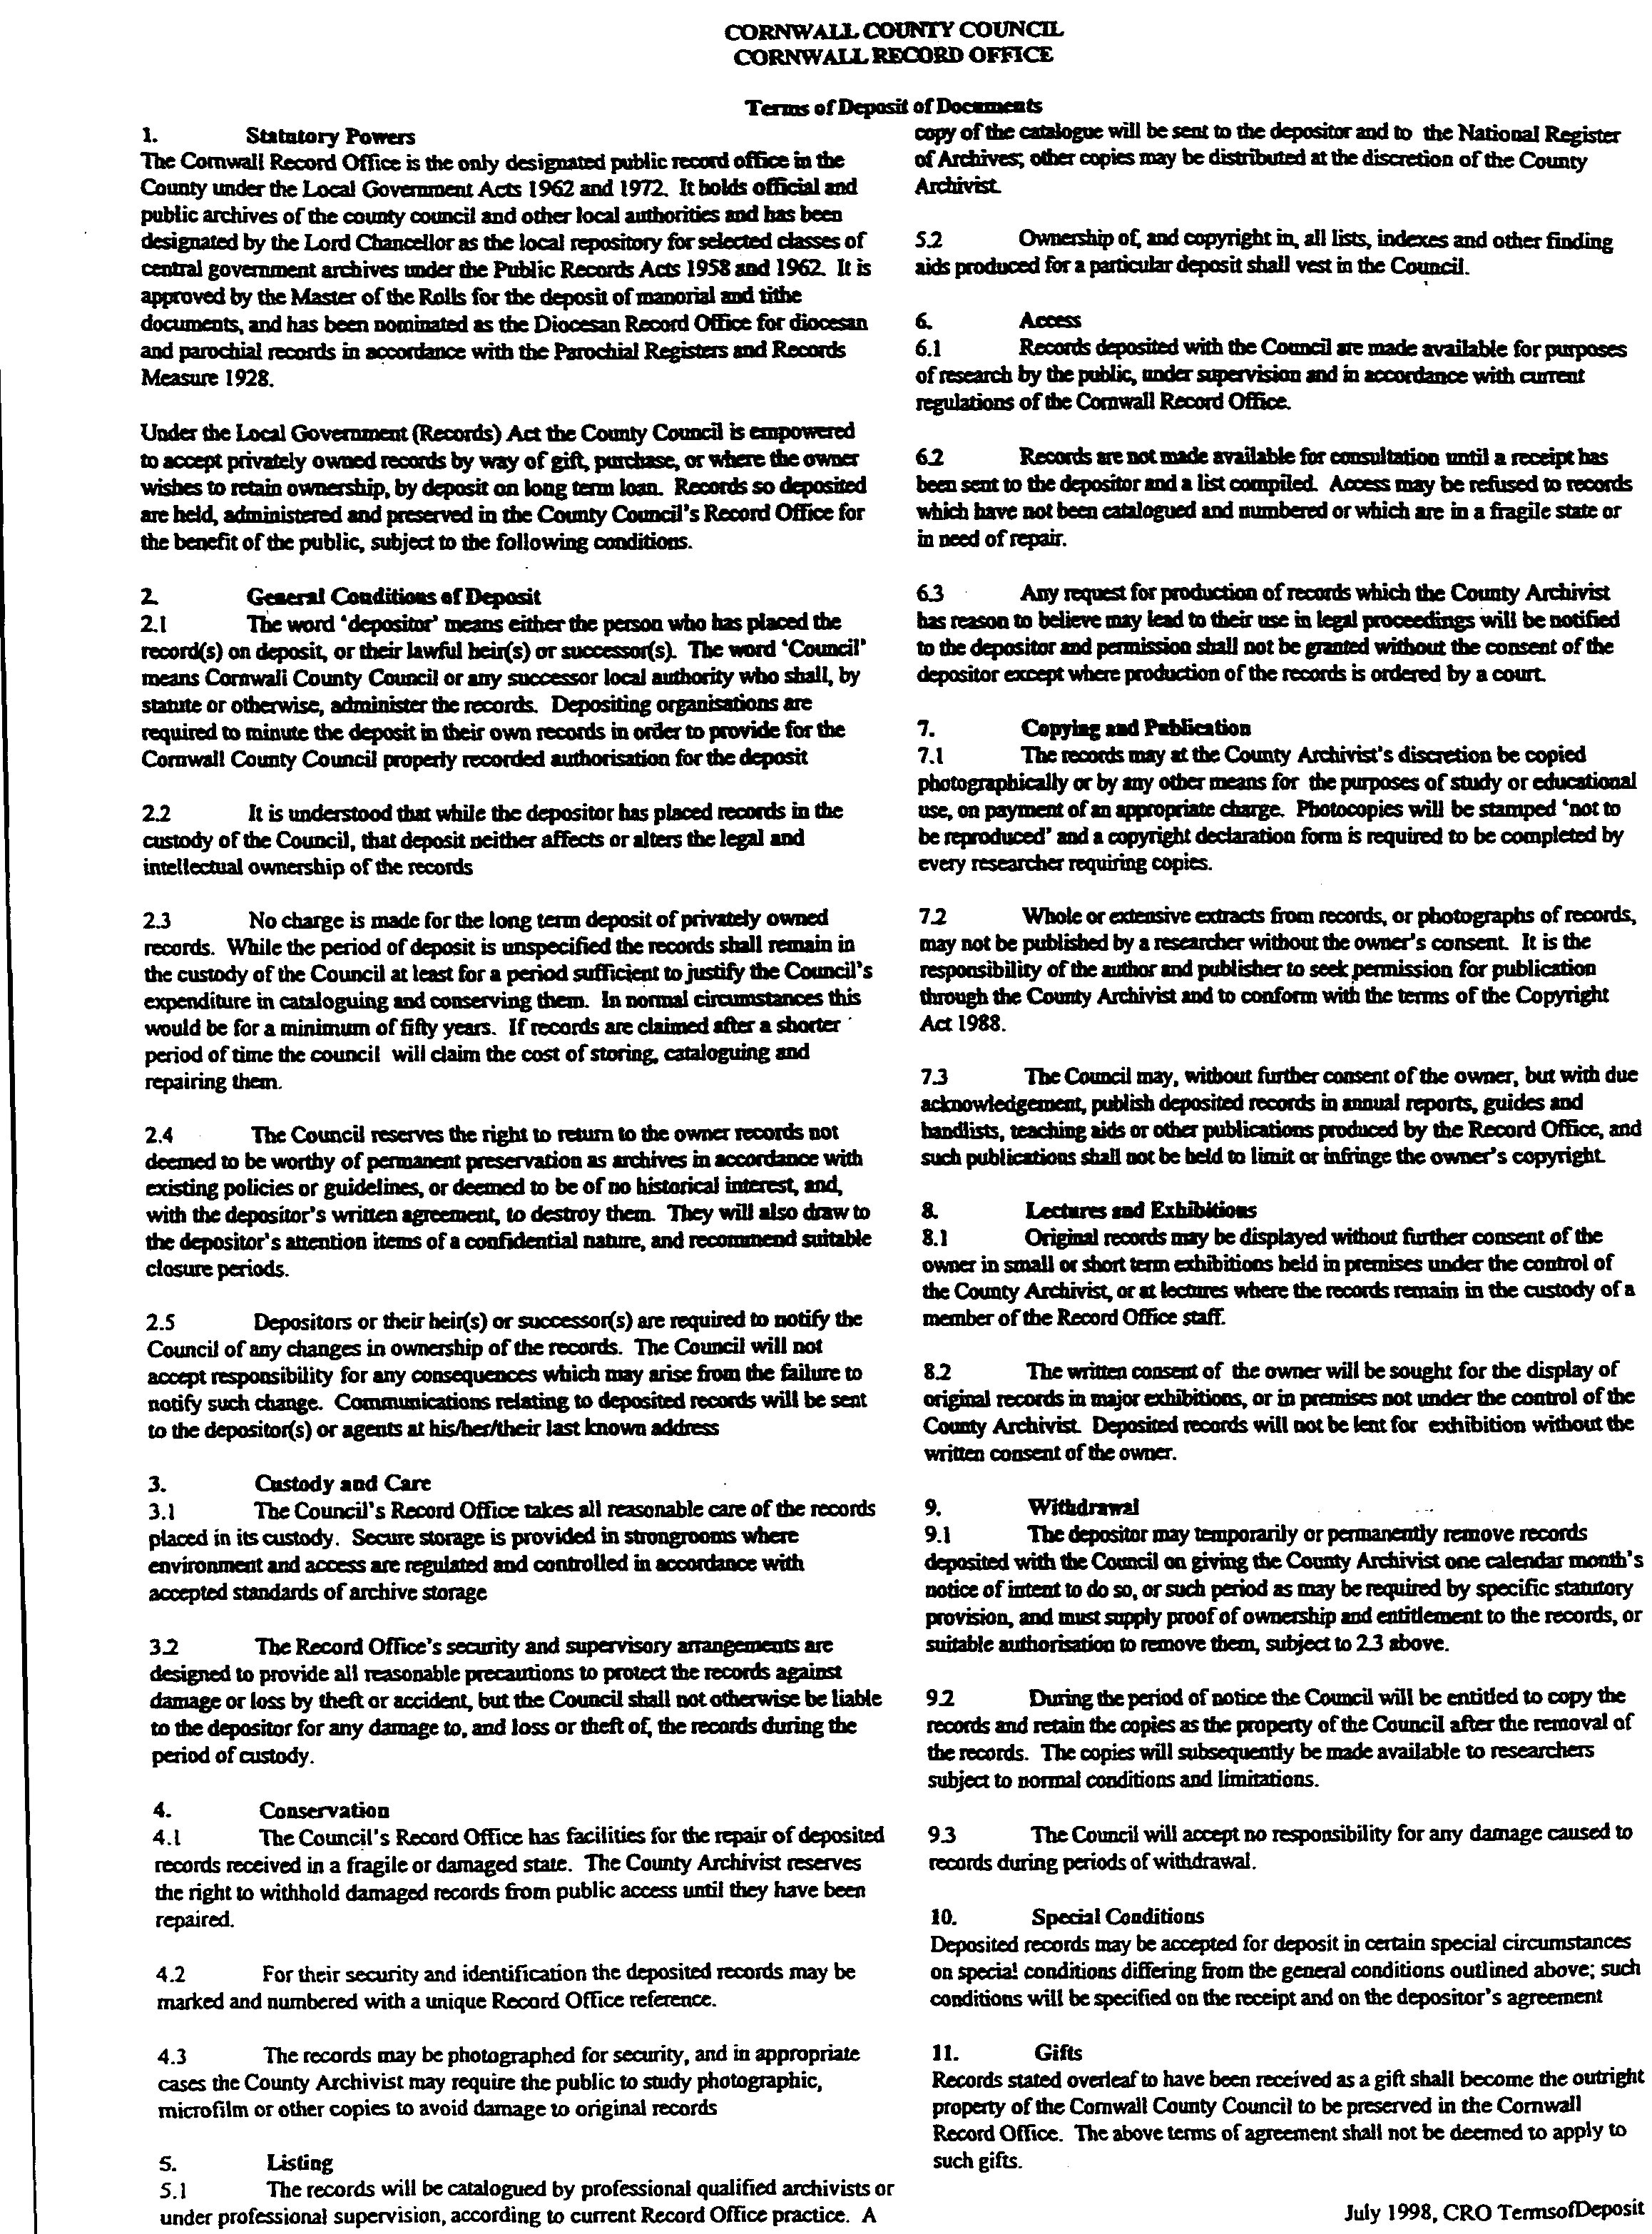 CORNWALL COUNTY COUNCIL
CORNWALL RECORD OFFICE
Terms of Deposit of Documents
1. Statutory Powers
The Cornwall Record Office is the only designated public record office in the
County under the Local Government Acts 1962 and 1972. It holds official and
public archives of the county council and other local authorities and has been
designated by the Lord Chancellor as the local repository for selected classes of
central government archives under the Public Records Acts 1958 and 1962. It is
approved by the Master of the Rolls for the deposit of manorial and tithe
documents, and has been nominated as the Diocesan Record Office for diocesan
and parochial records in accordance with the Parochial Registers and Records
Measure 1928.
Under the Local Government (Records) Act the County Council is empowered
to accept privately owned records by way of gift, purchase, or where the owner
wishes to retain ownership, by deposit on long term loan. Records so deposited
are held, administered and preserved in the County Council's Record Office for
the benefit of the public, subject to the following conditions.
2. General Conditions of Deposit
2.1 The word 'depositor' means either the person who has placed the
record(s) on deposit, or their lawful heir(s) or successor(s). The word 'Council'
means Cornwall County Council or any successor local authority who shall, by
statute or otherwise, administer the records. Depositing organisations are
required to minute the deposit in their own records in order to provide for the
Cornwall County Council properly recorded authorisation for the deposit
2.2 It is understood that while the depositor has placed records in the
custody of the Council, that deposit neither affects or alters the legal and
intellectual ownership of the records
2.3 No charge is made for the long term deposit of privately owned
records. While the period of deposit is unspecified the records shall remain in
the custody of the Council at least for a period sufficient to justify the Council's
expenditure in cataloguing and conserving them. In normal circumstances this
would be for a minimum of fifty years. If records are claimed after a shorter
period of time the council will claim the cost of storing, cataloguing and
repairing them.
2.4 The Council reserves the right to return to the owner records not
deemed to be worthy of permanent preservation as archives in accordance with
existing policies or guidelines, or deemed to be of no historical interest, and,
with the depositor's written agreement, to destroy them. They will also draw to
the depositor's attention items of a confidential nature, and recommend suitable
closure periods.
2.5 Depositors or their heir(s) or successor(s) are required to notify the
Council of any changes in ownership of the records. The Council will not
accept responsibility for any consequences which may arise from the failure to
notify such change. Communications relating to deposited records will be sent
to the depositor(s) or agents at his/her/their last known address
3. Custody and Care
3.1 The Council's Record Office takes all reasonable care of the records
placed in its custody. Secure storage is provided in strongrooms where
environment and access are regulated and controlled in accordance with
accepted standards of archive storage
3.2 The Record Office's security and supervisory arrangements are
designed to provide all reasonable precautions to protect the records against
damage or loss by theft or accident, but the Council shall not otherwise be liable
to the depositor for any damage to, and loss or theft of, the records during the
period of custody.
4. Conservation
4.1 The Council's Record Office has facilities for the repair of deposited
records received in a fragile or damaged state. The County Archivist reserves
the right to withhold damaged records from public access until they have been
repaired.
4.2 For their security and identification the deposited records may be
marked and numbered with a unique Record Office reference.
4.3 The records may be photographed for security, and in appropriate
cases the County Archivist may require the public to study photographic,
microfilm or other copies to avoid damage to original records
5. Listing
5.1 The records will be catalogued by professional qualified archivists or
under professional supervision, according to current Record Office practice. A
copy of the catalogue will be sent to the depositor and to the National Register
of Archives; other copies may be distributed at the discretion of the County
Archivist.
5.2 Ownership of, and copyright in, all lists, indexes and other finding
aids produced for a particular deposit shall vest in the Council.
6. Access
6.1 Records deposited with the Council are made available for purposes
of research by the public, under supervision and in accordance with current
regulations of the Cornwall Record Office.
6.2 Records are not made available for consultation until a receipt has
been sent to the depositor and a list compiled. Access may be refused to records
which have not been catalogued and numbered or which are in a fragile state or
in need of repair.
6.3 Any request for production of records which the County Archivist
has reason to believe may lead to their use in legal proceedings will be notified
to the depositor and permission shall not be granted without the consent of the
depositor except where production of the records is ordered by a court.
7. Copying and Publication
7.1 The records may at the County Archivist's discretion be copied
photographically or by any other means for the purposes of study or educational
use, on payment of an appropriate charge. Photocopies will be stamped 'not to
be reproduced' and a copyright declaration form is required to be completed by
every researcher requiring copies.
7.2 Whole or extensive extracts from records, or photographs of records,
may not be published by a researcher without the owner's consent. It is the
responsibility of the author and publisher to seek permission for publication
through the County Archivist and to conform with the terms of the Copyright
Act 1988.
7.3 The Council may, without further consent of the owner, but with due
acknowledgement, publish deposited records in annual reports, guides and
handlists, teaching aids or other publications produced by the Record Office, and
such publications shall not be held to limit or infringe the owner's copyright.
8. Lectures and Exhibitions
8.1 Original records may be displayed without further consent of the
owner in small or short term exhibitions held in premises under the control of
the County Archivist, or at lectures where the records remain in the custody of a
member of the Record Office staff.
8.2 The written consent of the owner will be sought for the display of
original records in major exhibitions, or in premises not under the control of the
County Archivist. Deposited records will not be lent for exhibition without the
written consent of the owner.
9. Withdrawal
9.1 The depositor may temporarily or permanently remove records
deposited with the Council on giving the County Archivist one calendar month's
notice of intent to do so, or such period as may be required by specific statutory
provision, and must supply proof of ownership and entitlement to the records, or
suitable authorisation to remove them, subject to 2.3 above.
9.2 During the period of notice the Council will be entitled to copy the
records and retain the copies as the property of the Council after the removal of
the records. The copies will subsequently be made available to researchers
subject to normal conditions and limitations.
9.3 The Council will accept no responsibility for any damage caused to
records during periods of withdrawal.
10. Special Conditions
Deposited records may be accepted for deposit in certain special circumstances
on special conditions differing from the general conditions outlined above; such
conditions will be specified on the receipt and on the depositor's agreement
11. Gifts
Records stated overleaf to have been received as a gift shall become the outright
property of the Cornwall County Council to be preserved in the Cornwall
Record Office. The above terms of agreement shall not be deemed to apply to
such gifts.
July 1998, CRO TermsofDeposit